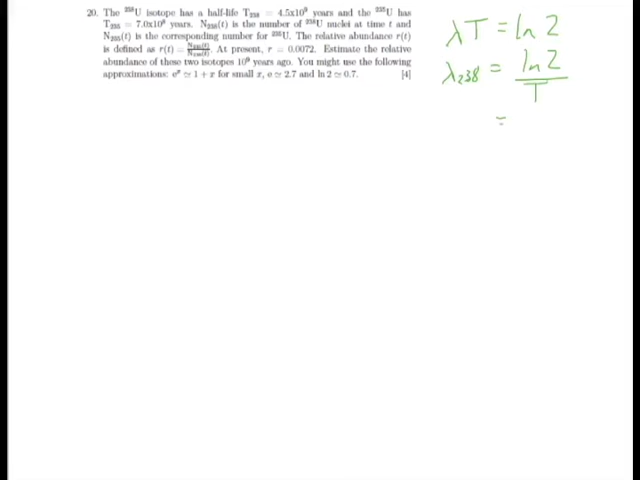 20. The ²³⁸U isotope has a half-life T₂₃₈ = 4.5x10⁹ years and the ²³⁵U has
T₂₃₅ = 7.0x10⁸ years. N₂₃₈(t) is the number of ²³⁸U nuclei at time t and
N₂₃₅(t) is the corresponding number for ²³⁵U. The relative abundance r(t)
is defined as r(t) = N₂₃₅(t)/N₂₃₈(t). At present, r = 0.0072. Estimate the relative
abundance of these two isotopes 10⁹ years ago. You might use the following
approximations: eˣ ≃ 1 + x for small x, e ≃ 2.7 and ln 2 ≃ 0.7. [4]
λT = ln 2
λ₂₃₈ = ln 2 / T
=